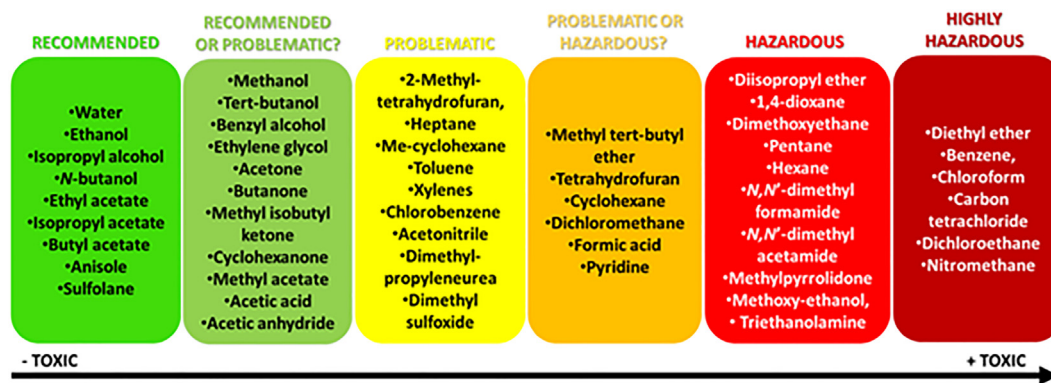 RECOMMENDED
•Water
•Ethanol
•Isopropyl alcohol
•N-butanol
•Ethyl acetate
•Isopropyl acetate
•Butyl acetate
•Anisole
•Sulfolane
RECOMMENDED
OR PROBLEMATIC?
•Methanol
•Tert-butanol
•Benzyl alcohol
•Ethylene glycol
•Acetone
•Butanone
•Methyl isobutyl
ketone
•Cyclohexanone
•Methyl acetate
•Acetic acid
•Acetic anhydride
PROBLEMATIC
•2-Methyl-
tetrahydrofuran,
•Heptane
•Me-cyclohexane
•Toluene
•Xylenes
•Chlorobenzene
•Acetonitrile
•Dimethyl-
propyleneurea
•Dimethyl
sulfoxide
PROBLEMATIC OR
HAZARDOUS?
•Methyl tert-butyl
ether
•Tetrahydrofuran
•Cyclohexane
•Dichloromethane
•Formic acid
•Pyridine
HAZARDOUS
•Diisopropyl ether
•1,4-dioxane
•Dimethoxyethane
•Pentane
•Hexane
•N,N'-dimethyl
formamide
•N,N'-dimethyl
acetamide
•Methylpyrrolidone
•Methoxy-ethanol,
• Triethanolamine
HIGHLY
HAZARDOUS
•Diethyl ether
•Benzene,
•Chloroform
•Carbon
tetrachloride
•Dichloroethane
•Nitromethane
- TOXIC
+ TOXIC